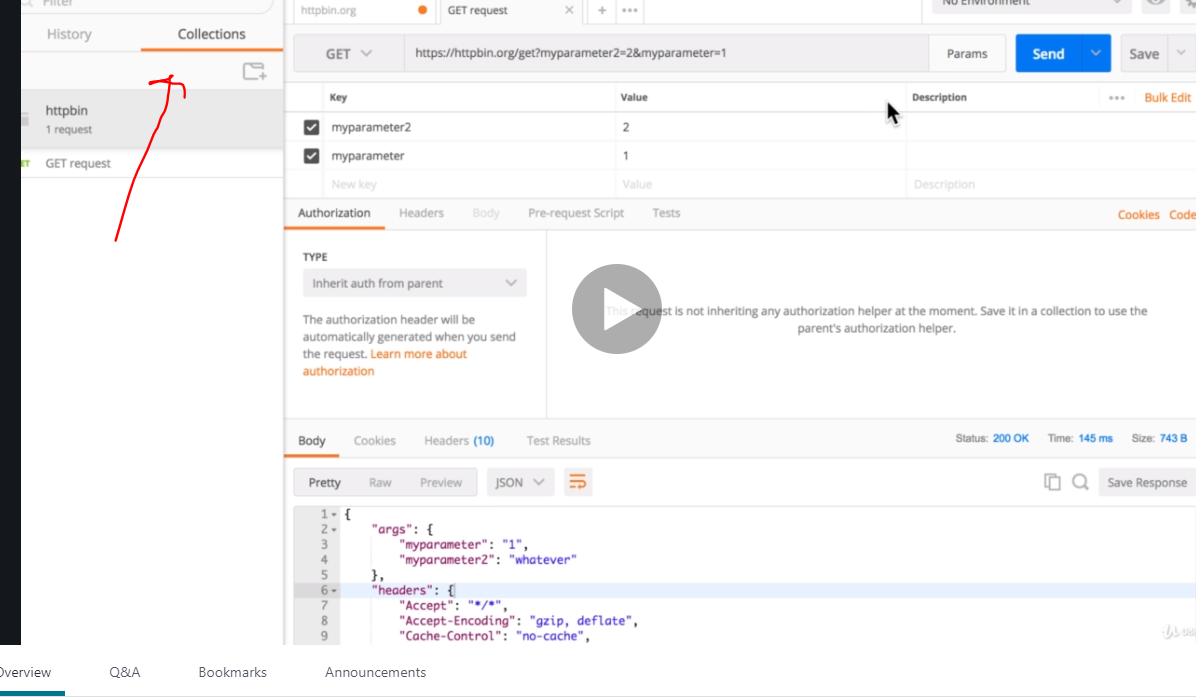 Filter
httpbin.org
GET request
No Environment
History
Collections
GET
https://httpbin.org/get?myparameter2=2&myparameter=1
Params
Send
Save
Key
Value
Description
Bulk Edit
httpbin
1 request
myparameter2
2
myparameter
1
GET request
New key
Value
Description
Authorization
Headers
Body
Pre-request Script
Tests
Cookies
Code
TYPE
Inherit auth from parent
The authorization header will be
automatically generated when you send
the request. Learn more about
authorization
This request is not inheriting any authorization helper at the moment. Save it in a collection to use the
parent's authorization helper.
Body
Cookies
Headers (10)
Test Results
Status: 200 OK
Time: 145 ms
Size: 743 B
Pretty
Raw
Preview
JSON
Save Response
1 {
2 "args": {
3 "myparameter": "1",
4 "myparameter2": "whatever"
5 },
6 "headers": {
7 "Accept": "*/*",
8 "Accept-Encoding": "gzip, deflate",
9 "Cache-Control": "no-cache",
Overview
Q&A
Bookmarks
Announcements